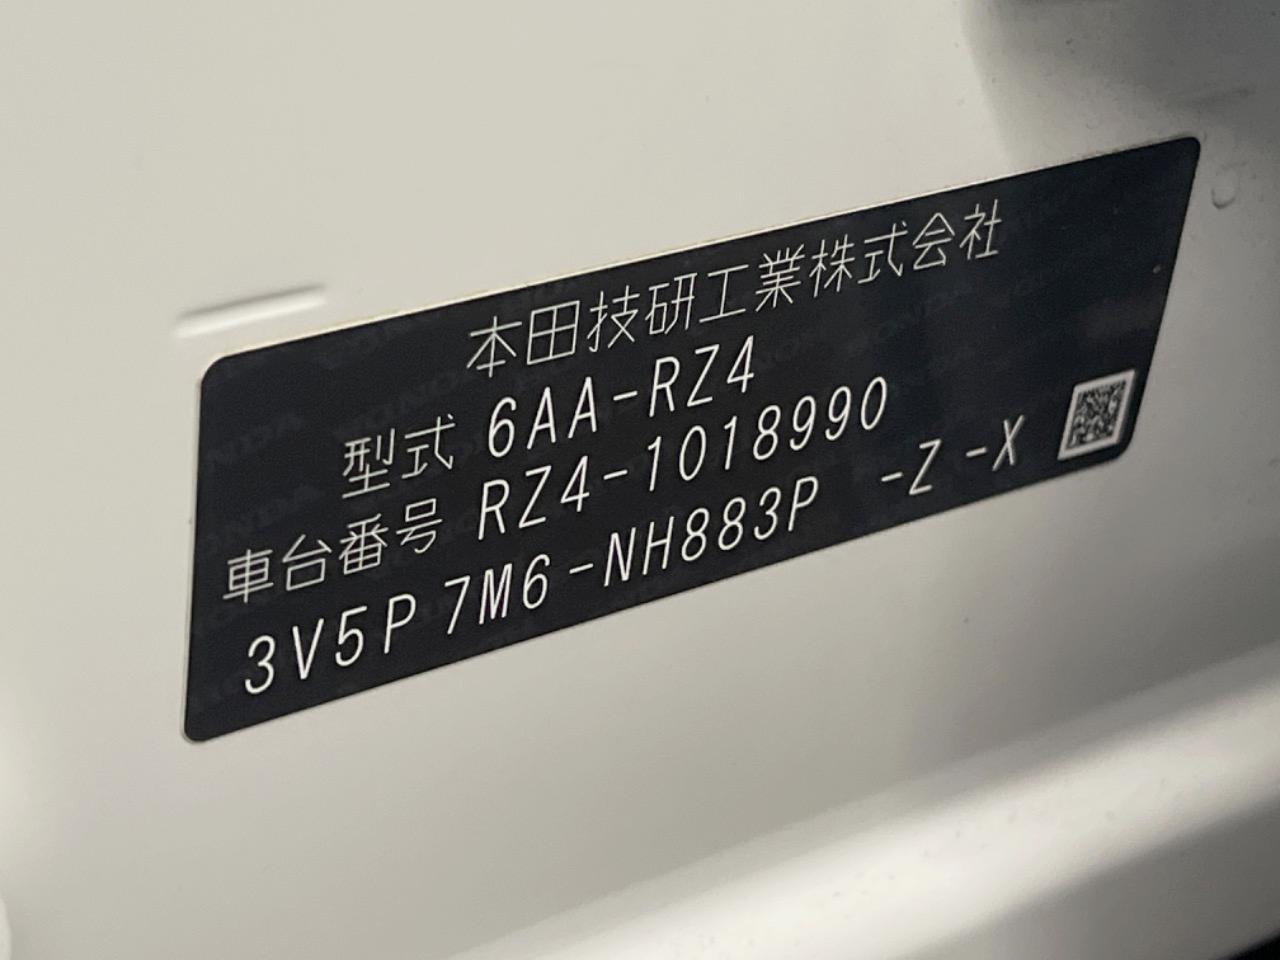 本田技研工業株式会社
型式 6AA-RZ4
車台番号 RZ4-1018990
3V5P 7M6-NH883P -Z-X